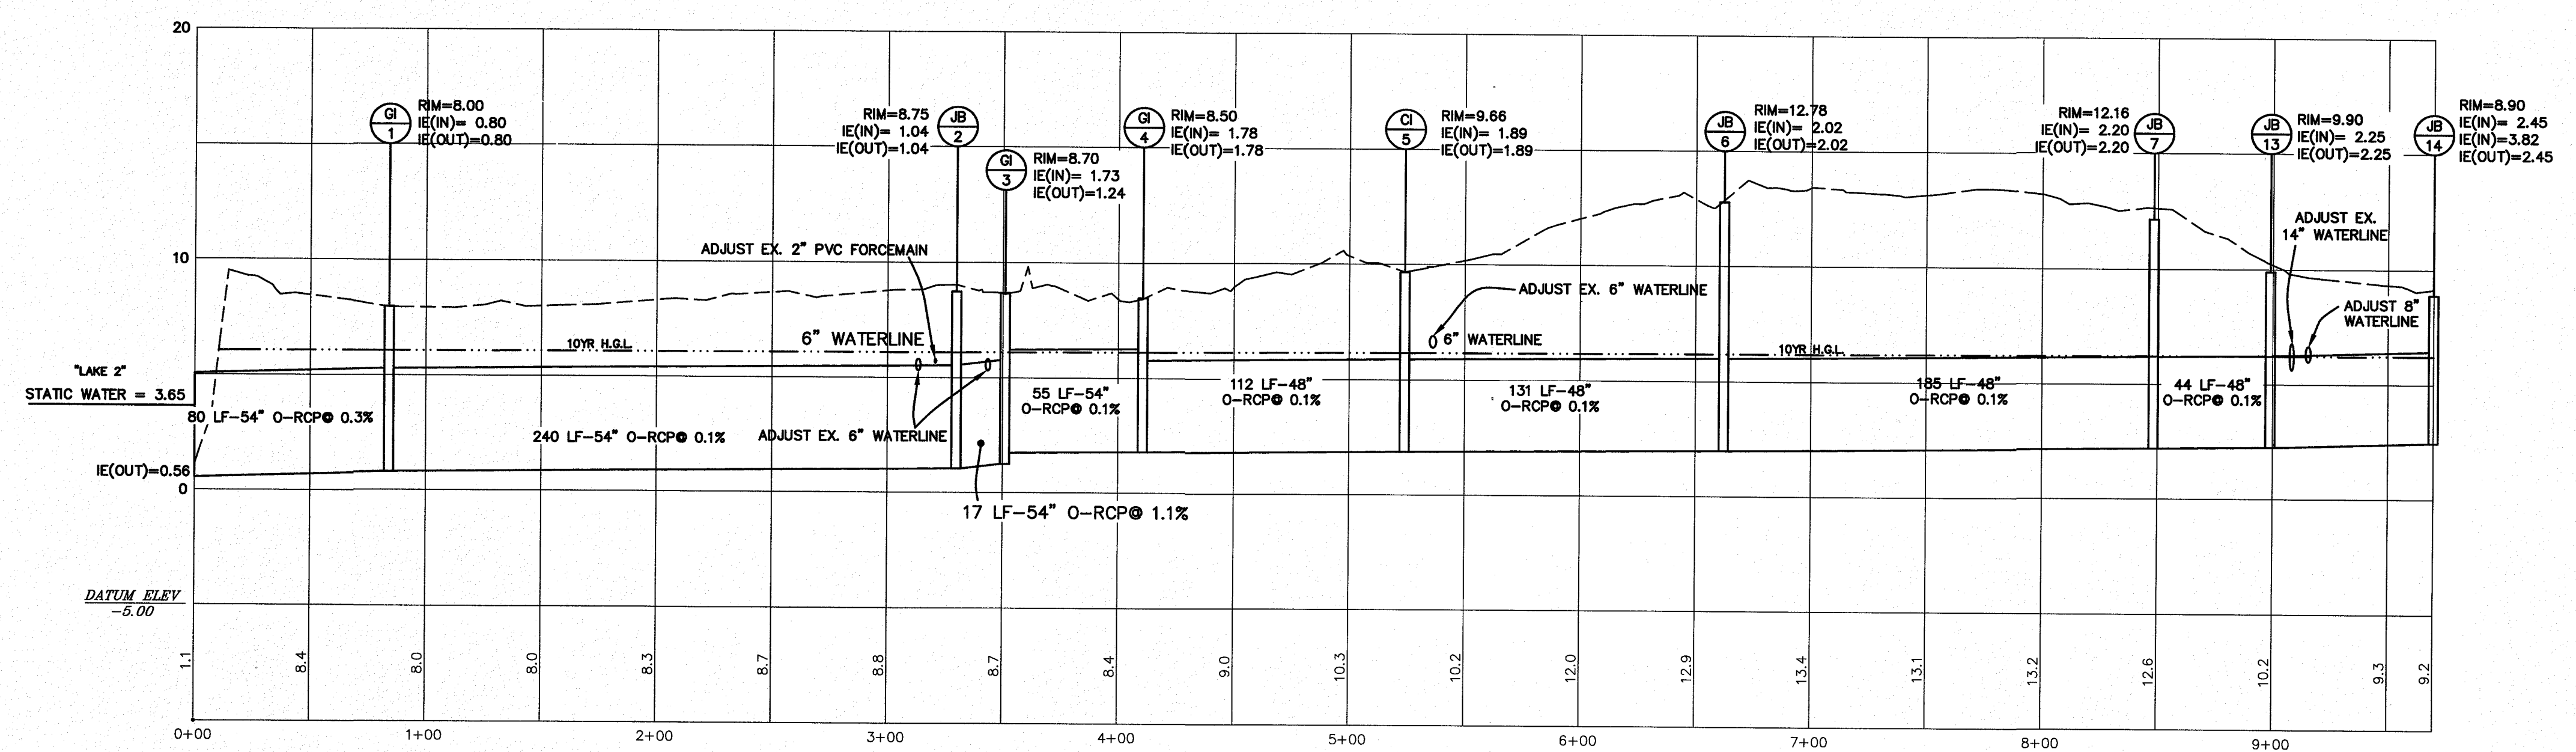 20
10
0
GI
1
RIM=8.00
IE(IN)= 0.80
IE(OUT)=0.80
RIM=8.75
IE(IN)= 1.04
IE(OUT)=1.04
JB
2
GI
3
RIM=8.70
IE(IN)= 1.73
IE(OUT)=1.24
GI
4
RIM=8.50
IE(IN)= 1.78
IE(OUT)=1.78
CI
5
RIM=9.66
IE(IN)= 1.89
IE(OUT)=1.89
JB
6
RIM=12.78
IE(IN)= 2.02
IE(OUT)=2.02
RIM=12.16
IE(IN)= 2.20
IE(OUT)= 2.20
JB
7
JB
13
RIM=9.90
IE(IN)= 2.25
IE(OUT)=2.25
JB
14
RIM=8.90
IE(IN)= 2.45
IE(IN)=3.82
IE(OUT)=2.45
ADJUST EX. 2" PVC FORCEMAIN
6" WATERLINE
10YR H.G.L.
ADJUST EX. 6" WATERLINE
6" WATERLINE
10YR H.G.L.
ADJUST EX.
14" WATERLINE
ADJUST 8"
WATERLINE
"LAKE 2"
STATIC WATER = 3.65
80 LF-54" O-RCP@ 0.3%
240 LF-54" O-RCP@ 0.1%
ADJUST EX. 6" WATERLINE
55 LF-54"
O-RCP@ 0.1%
112 LF-48"
O-RCP@ 0.1%
131 LF-48"
O-RCP@ 0.1%
185 LF-48"
O-RCP@ 0.1%
44 LF-48"
O-RCP@ 0.1%
IE(OUT)=0.56
17 LF-54" O-RCP@ 1.1%
DATUM ELEV
-5.00
1.1
8.4
8.0
8.0
8.3
8.7
8.8
8.7
8.4
9.0
10.3
10.2
12.0
12.9
13.4
13.1
13.2
12.6
10.2
9.3
9.2
0+00
1+00
2+00
3+00
4+00
5+00
6+00
7+00
8+00
9+00